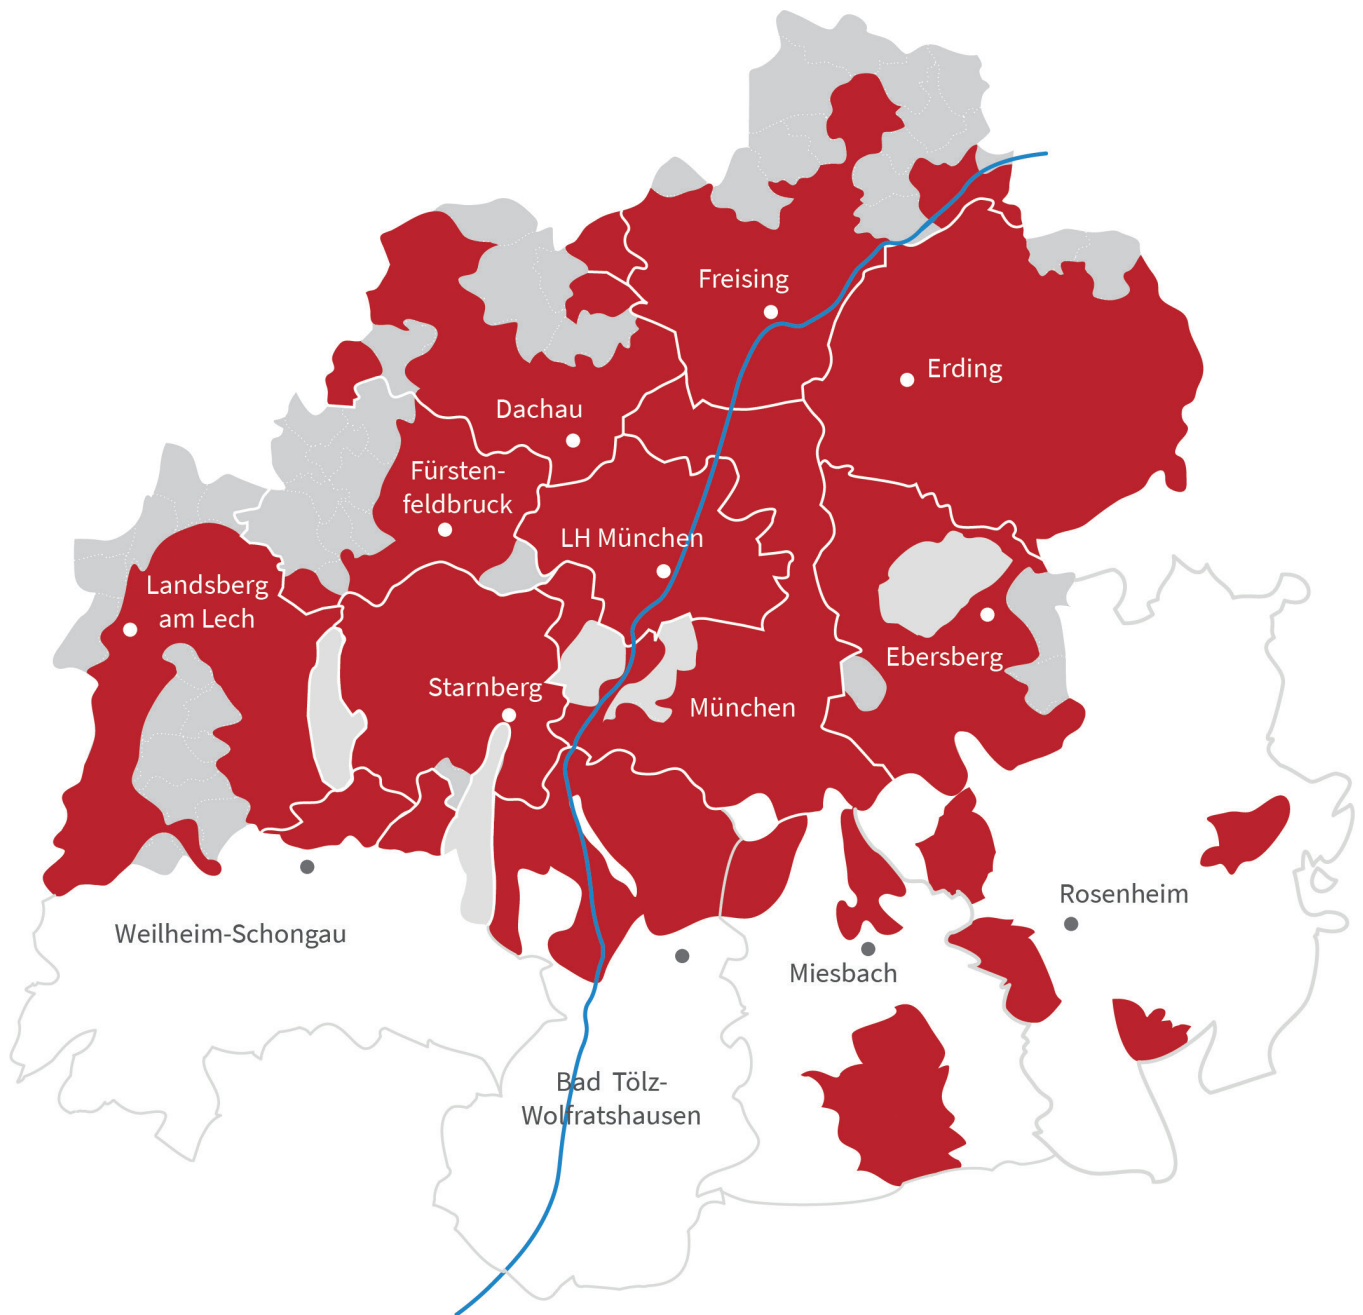 Freising
Erding
Dachau
Fürsten-
feldbruck
LH München
Landsberg
am Lech
Ebersberg
Starnberg
München
Rosenheim
Weilheim-Schongau
Miesbach
Bad Tölz-
Wolfratshausen